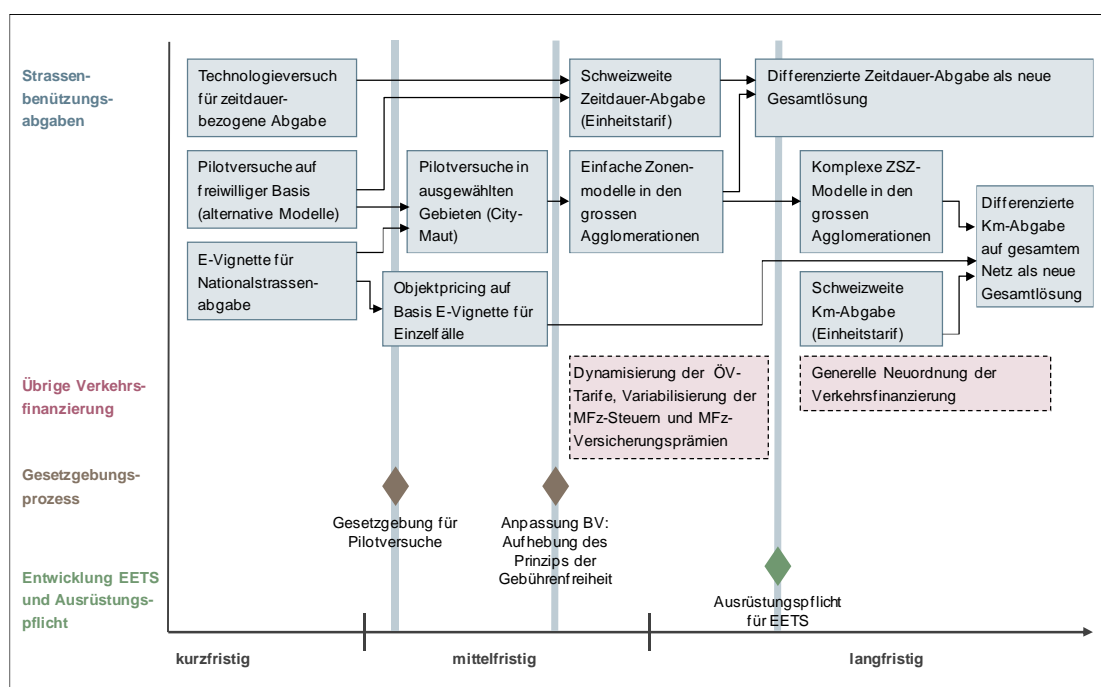 Strassen-
benützungs-
abgaben
Technologieversuch
für zeitdauer-
bezogene Abgabe
Schweizweite
Zeitdauer-Abgabe
(Einheitstarif)
Differenzierte Zeitdauer-Abgabe als neue
Gesamtlösung
Pilotversuche auf
freiwilliger Basis
(alternative Modelle)
Pilotversuche in
ausgewählten
Gebieten (City-
Maut)
Einfache Zonen-
modelle in den
grossen
Agglomerationen
Komplexe ZSZ-
Modelle in den
grossen
Agglomerationen
Differenzierte
Km-Abgabe
auf gesamtem
Netz als neue
Gesamtlösung
E-Vignette für
Nationalstrassen-
abgabe
Objektpricing auf
Basis E-Vignette für
Einzelfälle
Schweizweite
Km-Abgabe
(Einheitstarif)
Übrige Verkehrs-
finanzierung
Dynamisierung der ÖV-
Tarife, Variabilisierung der
MFz-Steuern und MFz-
Versicherungsprämien
Generelle Neuordnung der
Verkehrsfinanzierung
Gesetzgebungs-
prozess
Gesetzgebung für
Pilotversuche
Anpassung BV:
Aufhebung des
Prinzips der
Gebührenfreiheit
Entwicklung EETS
und Ausrüstungs-
pflicht
Ausrüstungspflicht
für EETS
kurzfristig
mittelfristig
langfristig